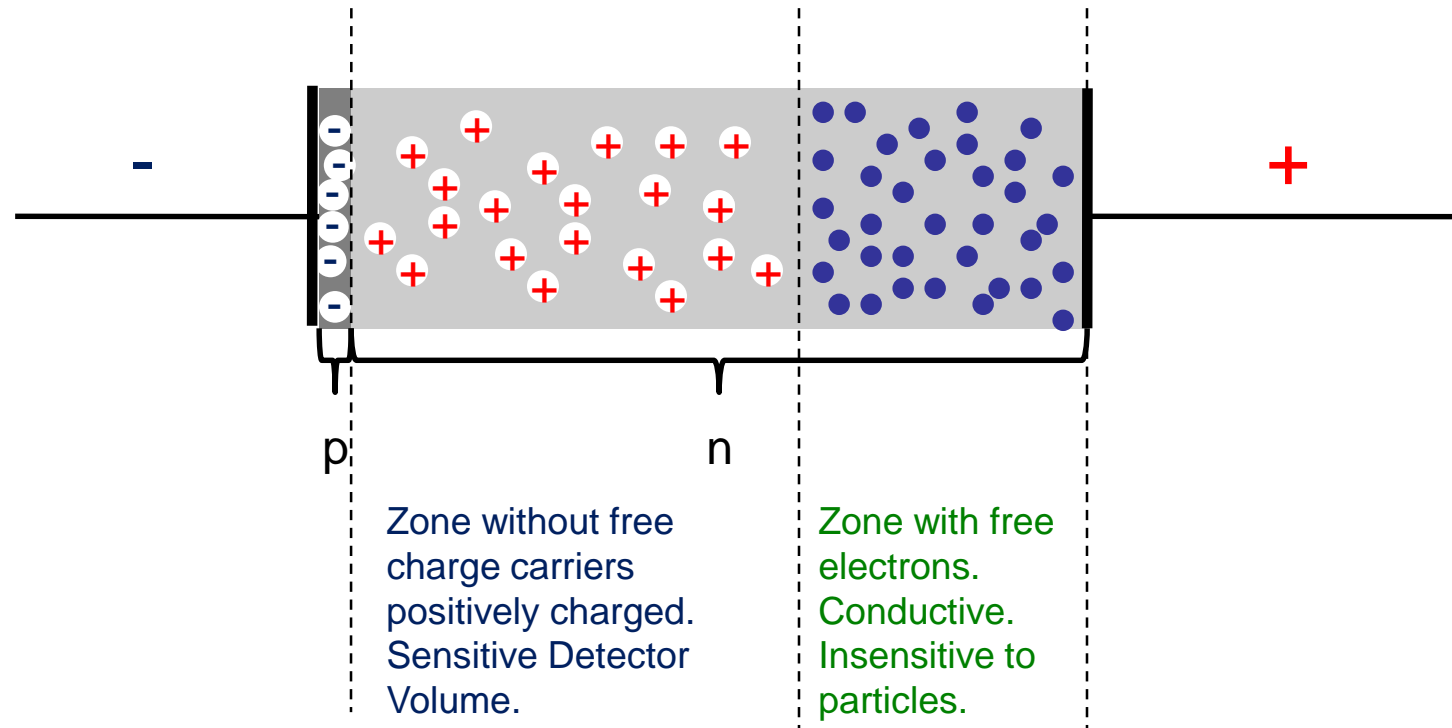 -
+
p
n
Zone without free
charge carriers
positively charged.
Sensitive Detector
Volume.
Zone with free
electrons.
Conductive.
Insensitive to
particles.